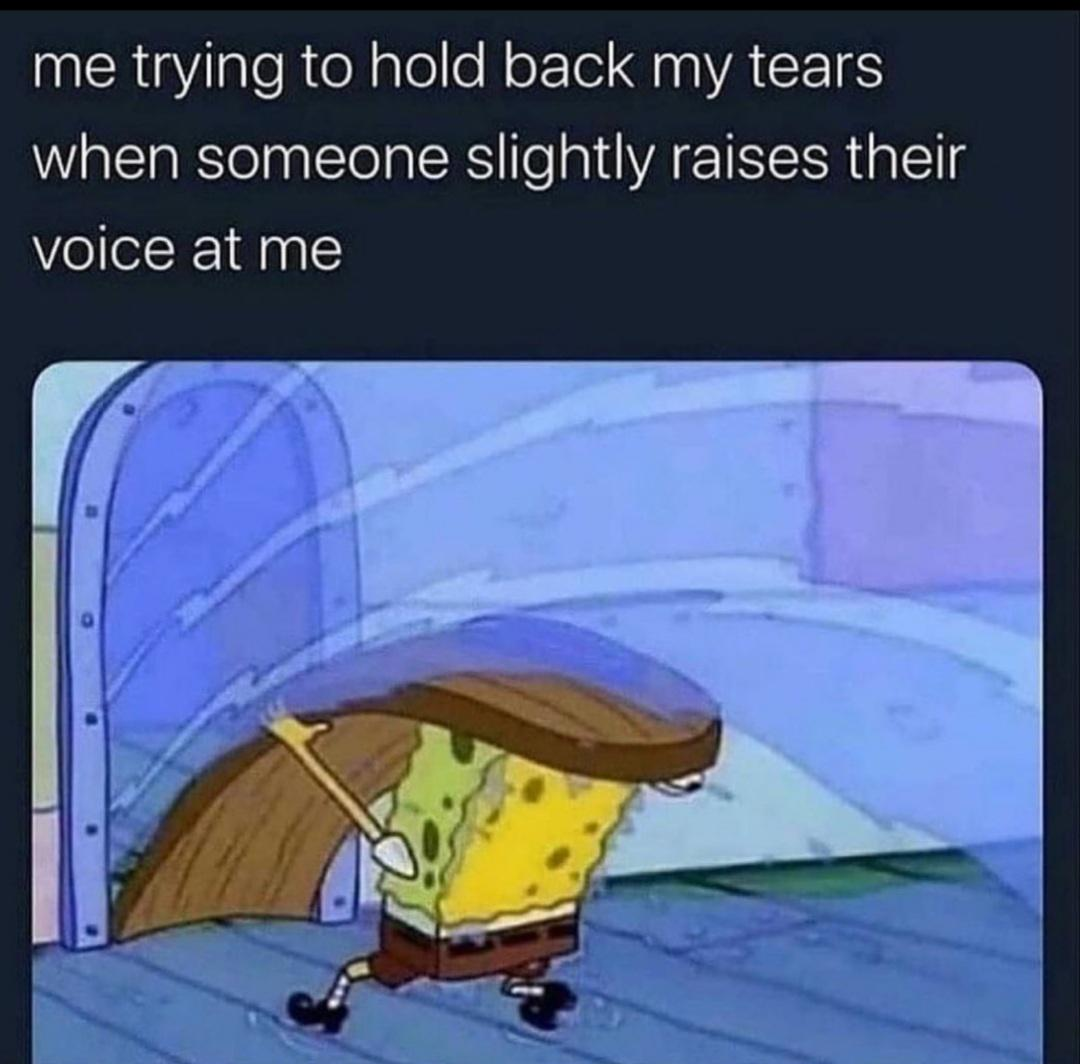 me trying to hold back my tears
when someone slightly raises their
voice at me